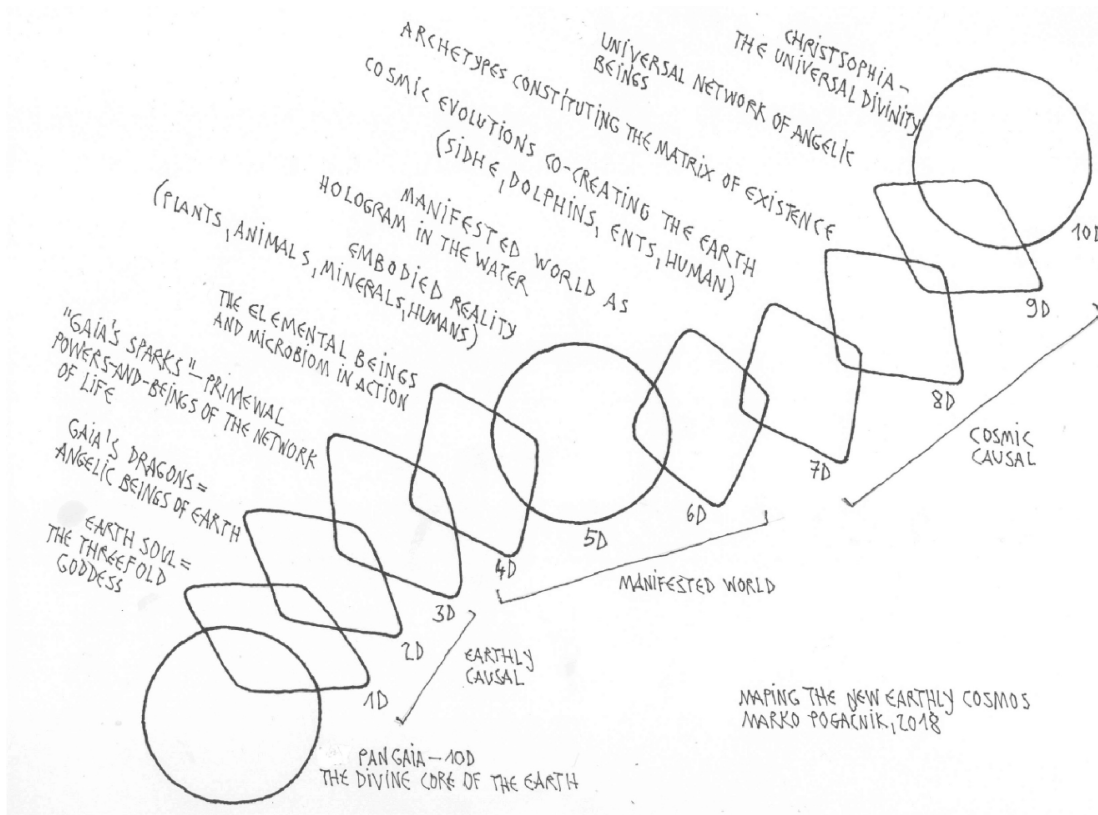 CHRISTSOPHIA –
THE UNIVERSAL DIVINITY
UNIVERSAL NETWORK OF ANGELIC
BEINGS
ARCHETYPES CONSTITUTING THE MATRIX OF EXISTENCE
COSMIC EVOLUTIONS CO-CREATING THE EARTH
(SIDHE, DOLPHINS, ENTS, HUMAN)
MANIFESTED WORLD AS
HOLOGRAM IN THE WATER
EMBODIED REALITY
(PLANTS, ANIMALS, MINERALS, HUMANS)
THE ELEMENTAL BEINGS
AND MICROBIOM IN ACTION
"GAIA'S SPARKS" – PRIMEWAL
POWERS-AND-BEINGS OF THE NETWORK
OF LIFE
GAIA'S DRAGONS =
ANGELIC BEINGS OF EARTH
EARTH SOUL =
THE THREEFOLD
GODDESS
10D
9D
8D
7D
6D
5D
4D
3D
2D
1D
COSMIC
CAUSAL
MANIFESTED WORLD
EARTHLY
CAUSAL
PANGAIA – 10D
THE DIVINE CORE OF THE EARTH
MAPING THE NEW EARTHLY COSMOS
MARKO POGACNIK, 2018